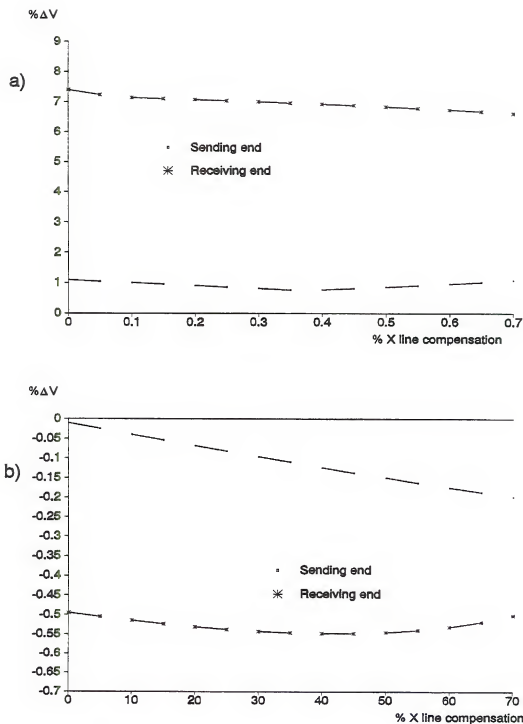 %ΔV
9
8
a)
7
6
5
4
3
2
1
0
▫ Sending end
✳ Receiving end
0 0.1 0.2 0.3 0.4 0.5 0.6 0.7
% X line compensation
%ΔV
0
-0.05
-0.1
b)
-0.15
-0.2
-0.25
-0.3
-0.35
-0.4
-0.45
-0.5
-0.55
-0.6
-0.65
-0.7
▫ Sending end
✳ Receiving end
0 10 20 30 40 50 60 70
% X line compensation